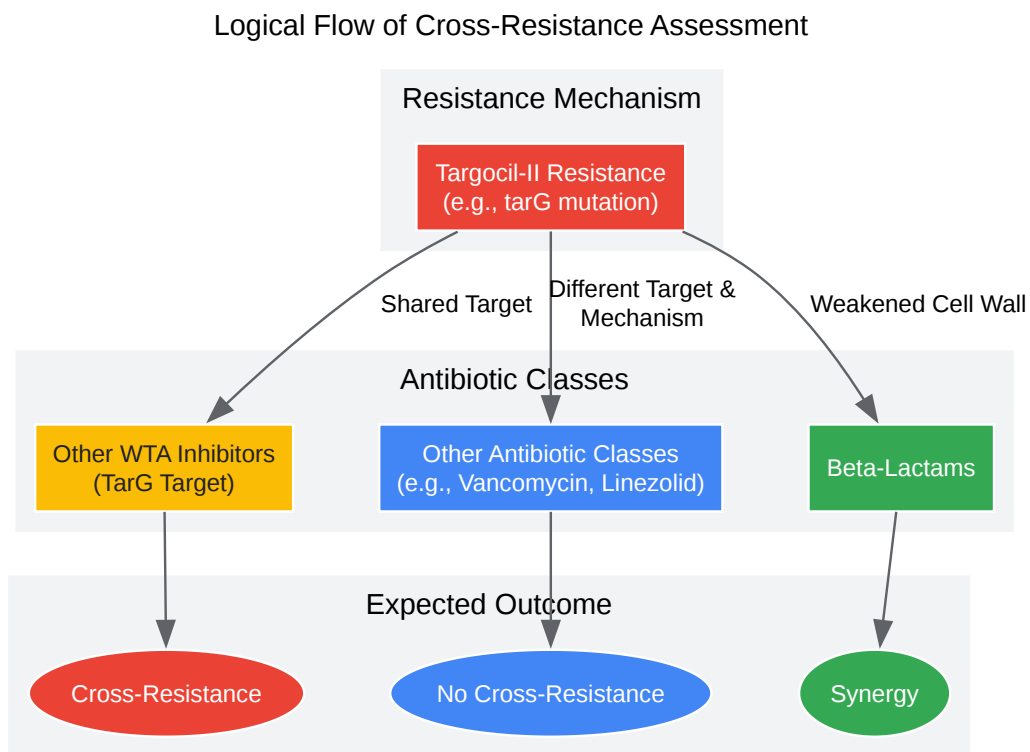 Logical Flow of Cross-Resistance Assessment
Resistance Mechanism
Targocil-II Resistance
(e.g., tarG mutation)
Shared Target
Different Target &
Mechanism
Weakened Cell Wall
Antibiotic Classes
Other WTA Inhibitors
(TarG Target)
Other Antibiotic Classes
(e.g., Vancomycin, Linezolid)
Beta-Lactams
Expected Outcome
Cross-Resistance
No Cross-Resistance
Synergy